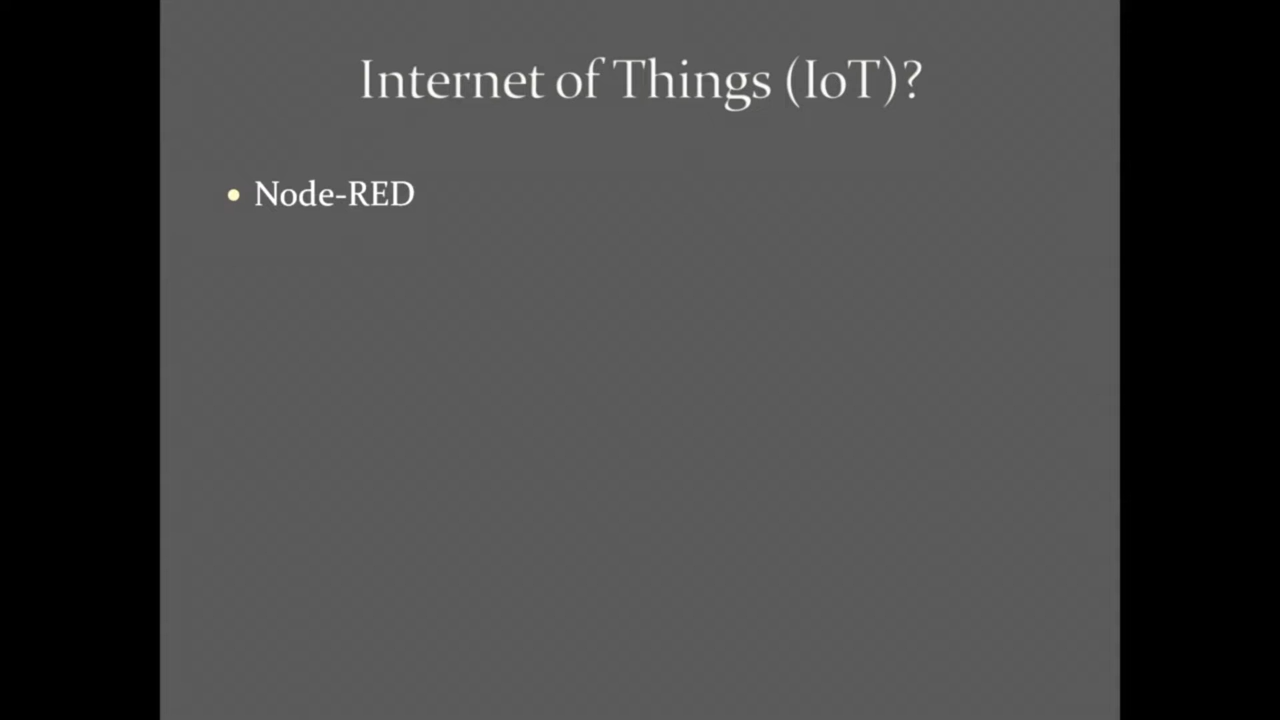 Internet of Things (IoT)?
• Node-RED